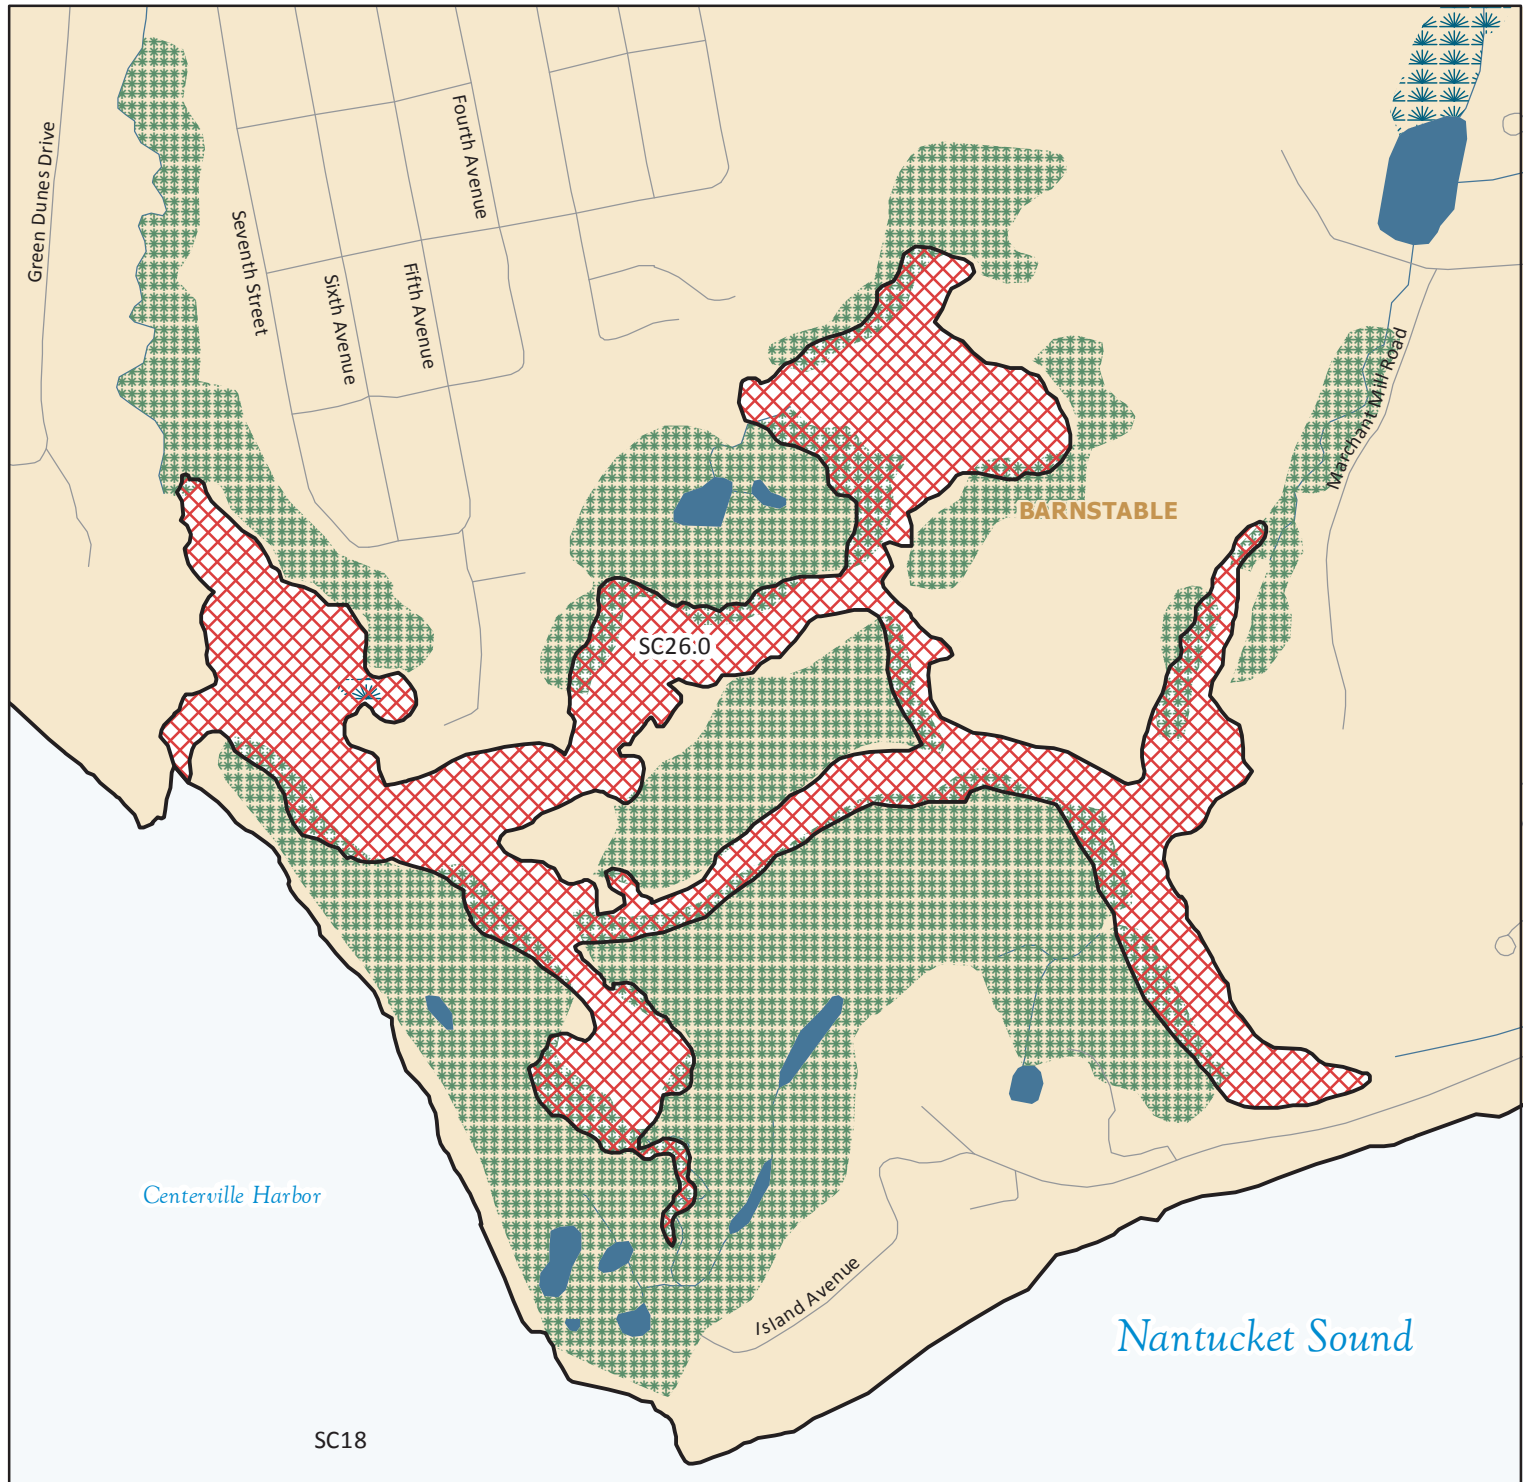 Green Dunes Drive
Seventh Street
Sixth Avenue
Fifth Avenue
Fourth Avenue
Marchant Mill Road
BARNSTABLE
SC26:0
Centerville Harbor
Island Avenue
Nantucket Sound
SC18